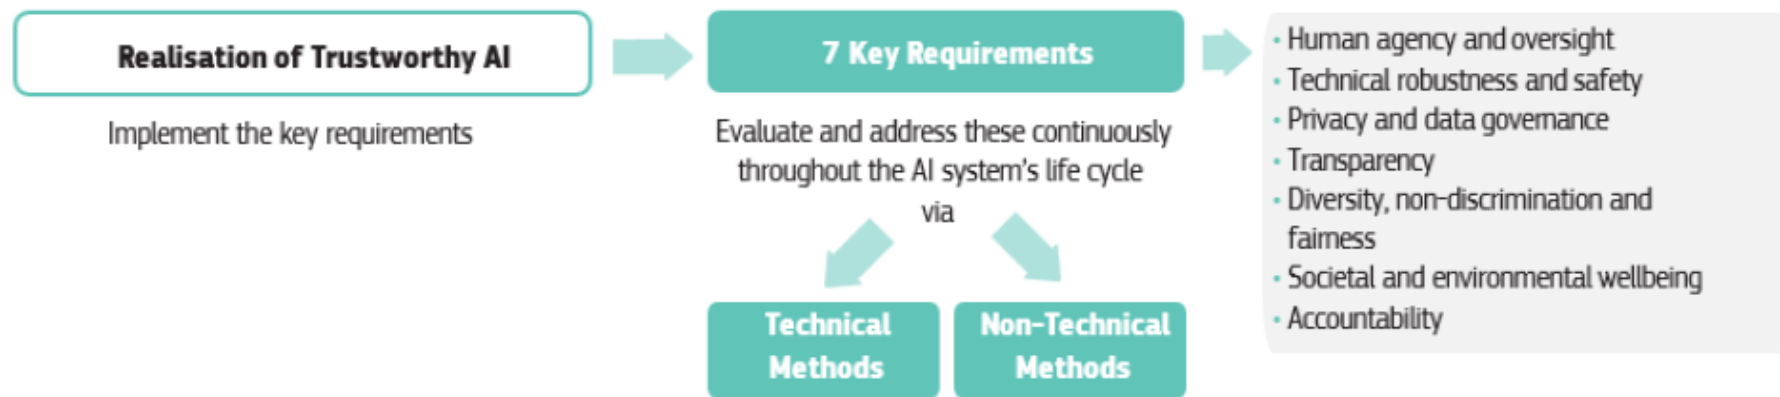 Realisation of Trustworthy AI
Implement the key requirements
7 Key Requirements
Evaluate and address these continuously
throughout the AI system's life cycle
via
Technical
Methods
Non-Technical
Methods
• Human agency and oversight
• Technical robustness and safety
• Privacy and data governance
• Transparency
• Diversity, non-discrimination and
fairness
• Societal and environmental wellbeing
• Accountability